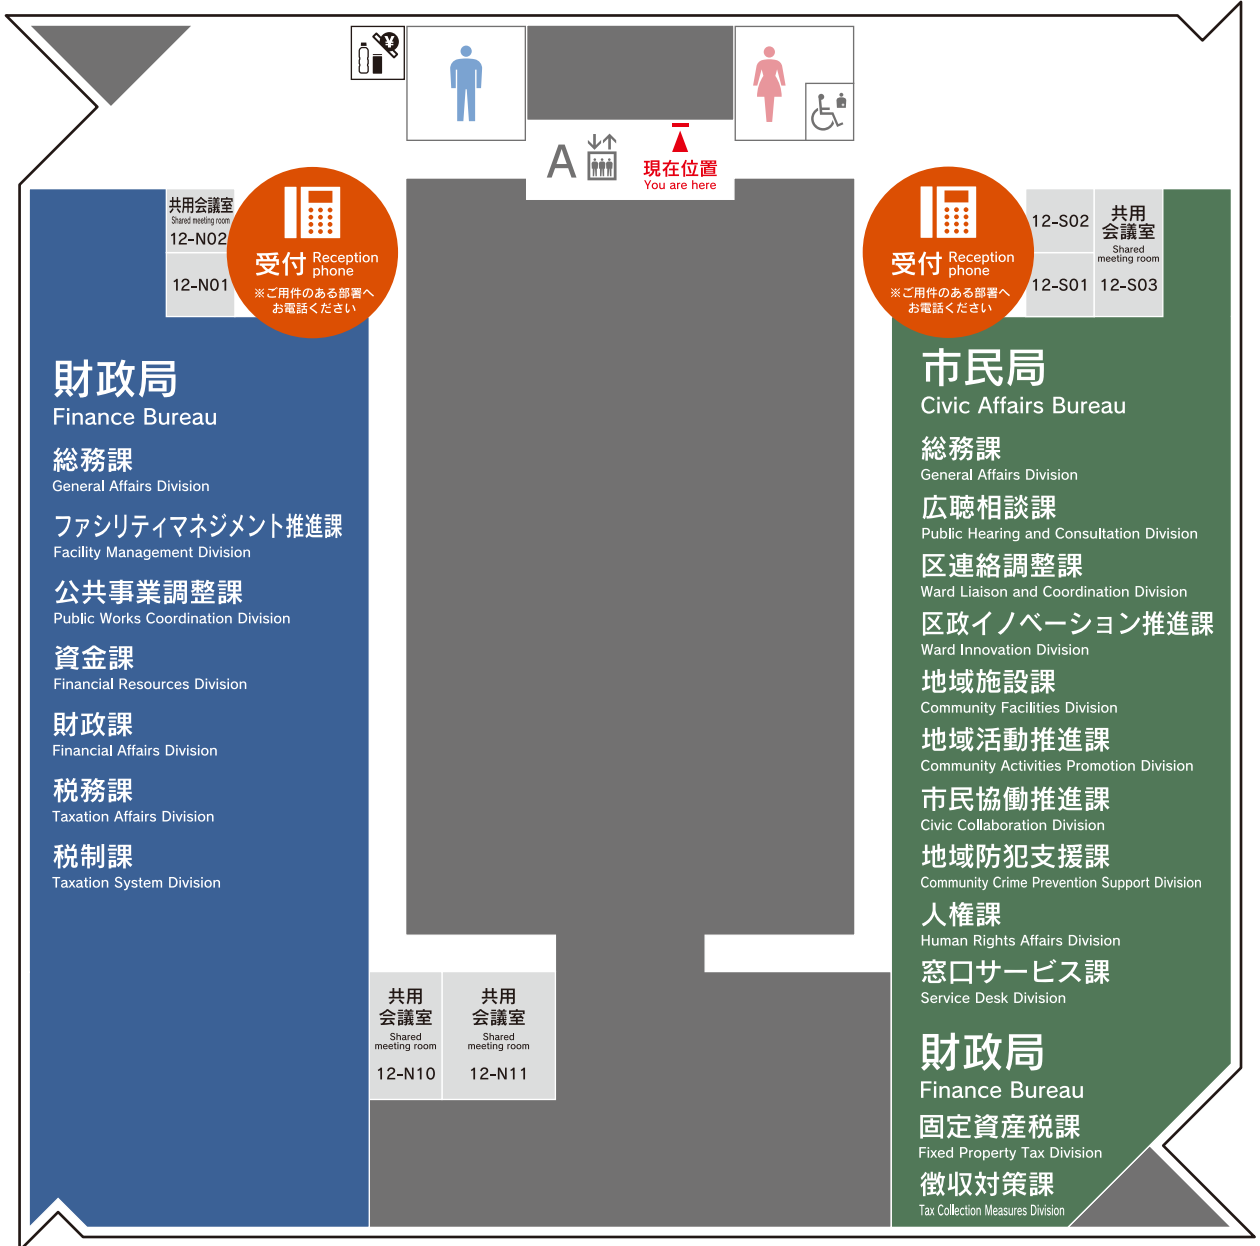 ¥
A
現在位置
You are here
共用会議室
Shared meeting room
12-N02
12-N01
受付 Reception phone
※ご用件のある部署へ
お電話ください
受付 Reception phone
※ご用件のある部署へ
お電話ください
12-S02
12-S01
共用
会議室
Shared
meeting room
12-S03
財政局
Finance Bureau
総務課
General Affairs Division
ファシリティマネジメント推進課
Facility Management Division
公共事業調整課
Public Works Coordination Division
資金課
Financial Resources Division
財政課
Financial Affairs Division
税務課
Taxation Affairs Division
税制課
Taxation System Division
共用
会議室
Shared
meeting room
12-N10
共用
会議室
Shared
meeting room
12-N11
市民局
Civic Affairs Bureau
総務課
General Affairs Division
広聴相談課
Public Hearing and Consultation Division
区連絡調整課
Ward Liaison and Coordination Division
区政イノベーション推進課
Ward Innovation Division
地域施設課
Community Facilities Division
地域活動推進課
Community Activities Promotion Division
市民協働推進課
Civic Collaboration Division
地域防犯支援課
Community Crime Prevention Support Division
人権課
Human Rights Affairs Division
窓口サービス課
Service Desk Division
財政局
Finance Bureau
固定資産税課
Fixed Property Tax Division
徴収対策課
Tax Collection Measures Division